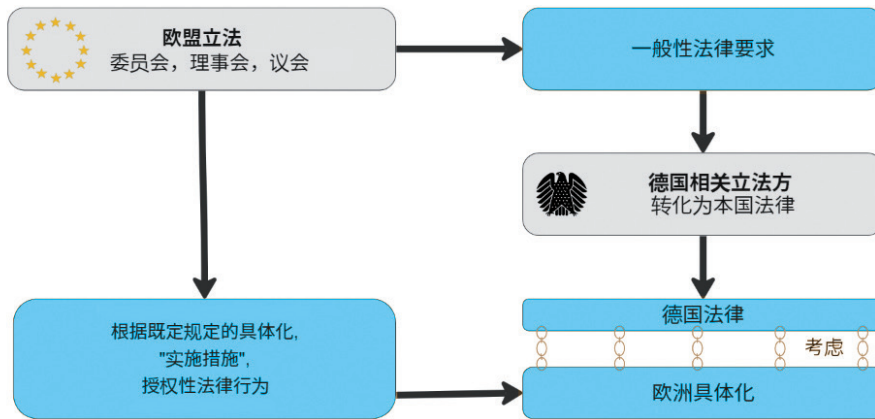 欧盟立法
委员会，理事会，议会
一般性法律要求
德国相关立法方
转化为本国法律
根据既定规定的具体化,
"实施措施",
授权性法律行为
德国法律
考虑
欧洲具体化